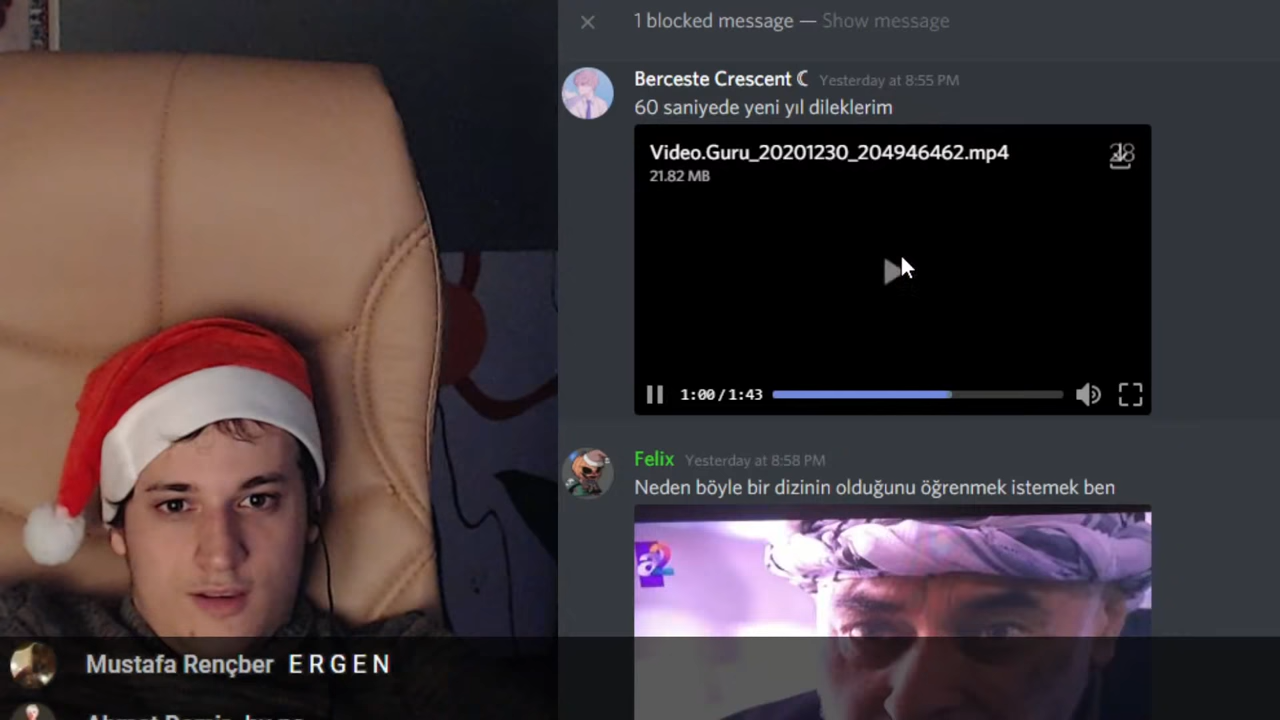 1 blocked message — Show message
Berceste Crescent ☾ Yesterday at 8:55 PM
60 saniyede yeni yıl dileklerim
Video.Guru_20201230_204946462.mp4
21.82 MB
1:00 / 1:43
Felix Yesterday at 8:58 PM
Neden böyle bir dizinin olduğunu öğrenmek istemek ben
Mustafa Rençber E R G E N